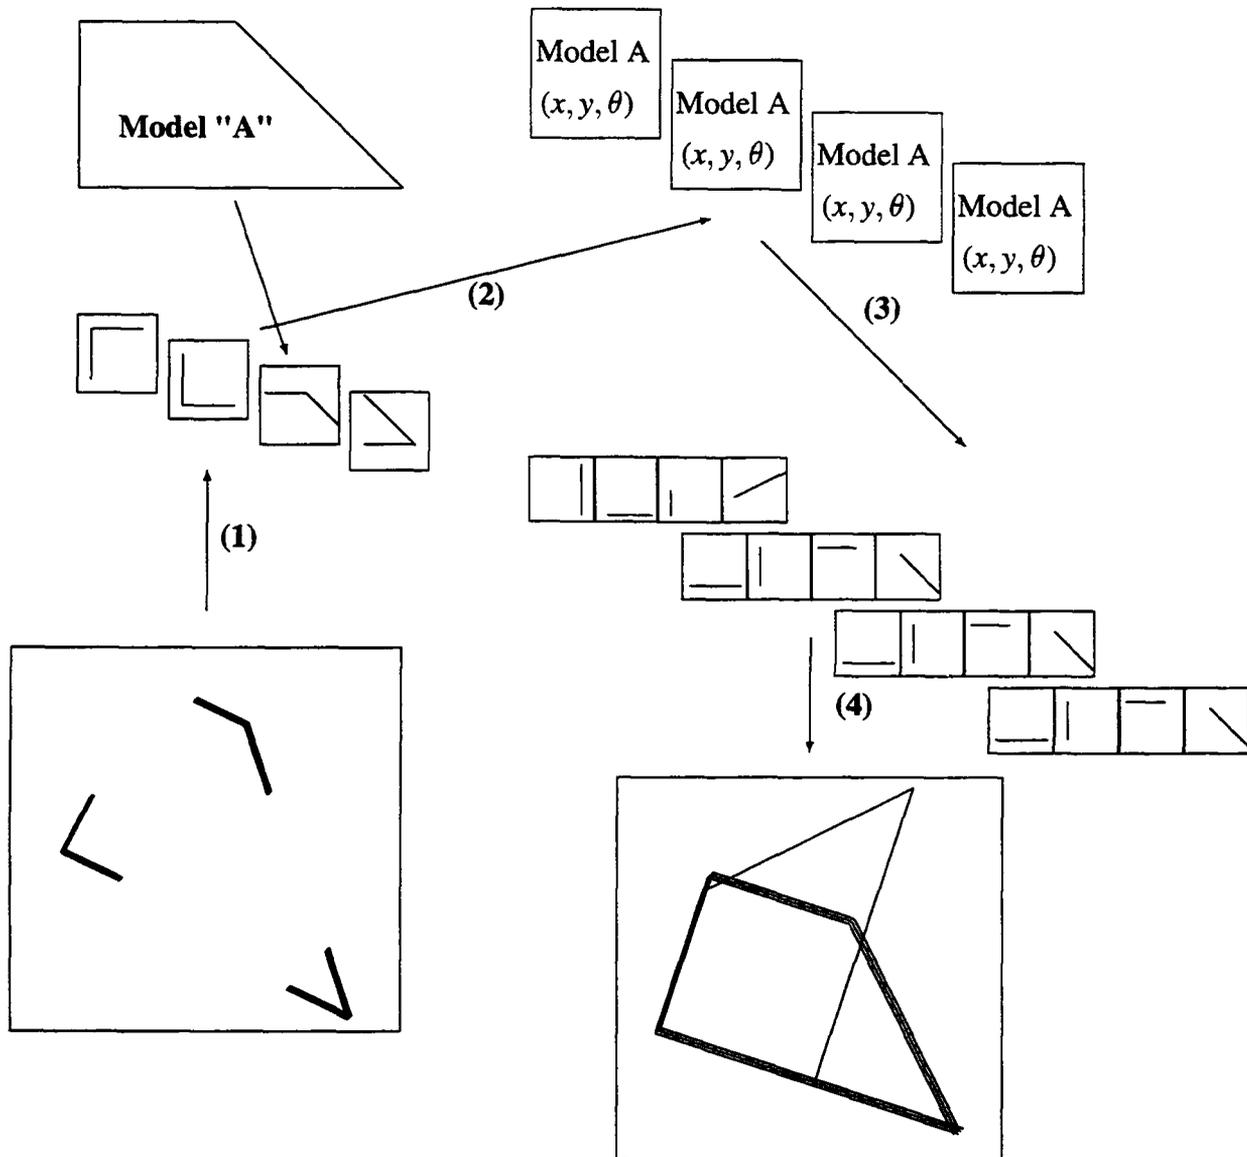 Model "A"
Model A
(x, y, θ)
Model A
(x, y, θ)
Model A
(x, y, θ)
Model A
(x, y, θ)
(2)
(3)
(1)
(4)